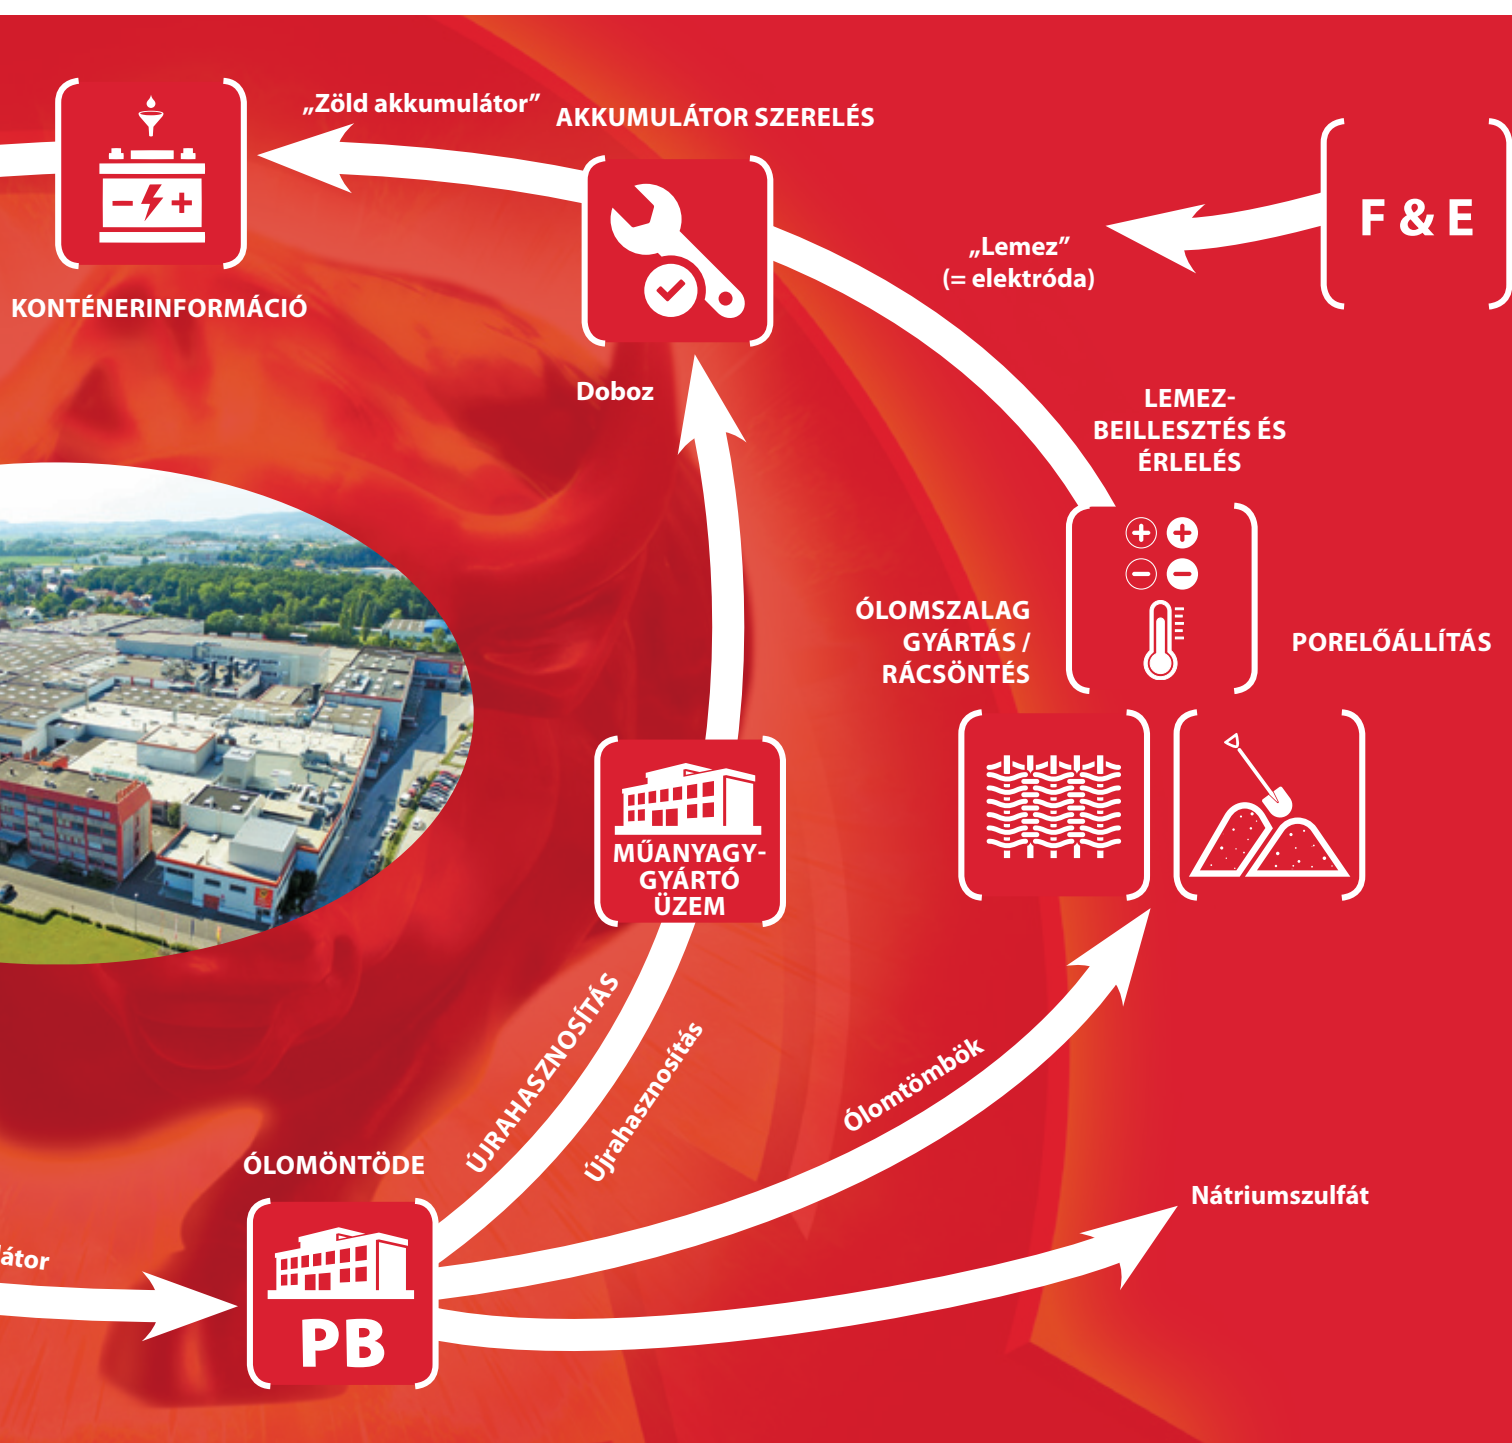 „Zöld akkumulátor”
AKKUMULÁTOR SZERELÉS
F & E
„Lemez”
(= elektróda)
KONTÉNERINFORMÁCIÓ
Doboz
LEMEZ-
BEILLESZTÉS ÉS
ÉRLELÉS
ÓLOMSZALAG
GYÁRTÁS /
RÁCSÖNTÉS
PORELŐÁLLÍTÁS
MŰANYAGY-
GYÁRTÓ
ÜZEM
ÚJRAHASZNOSÍTÁS
Újrahasznosítás
Ólomtömbök
ÓLOMÖNTÖDE
Nátriumszulfát
átor
PB